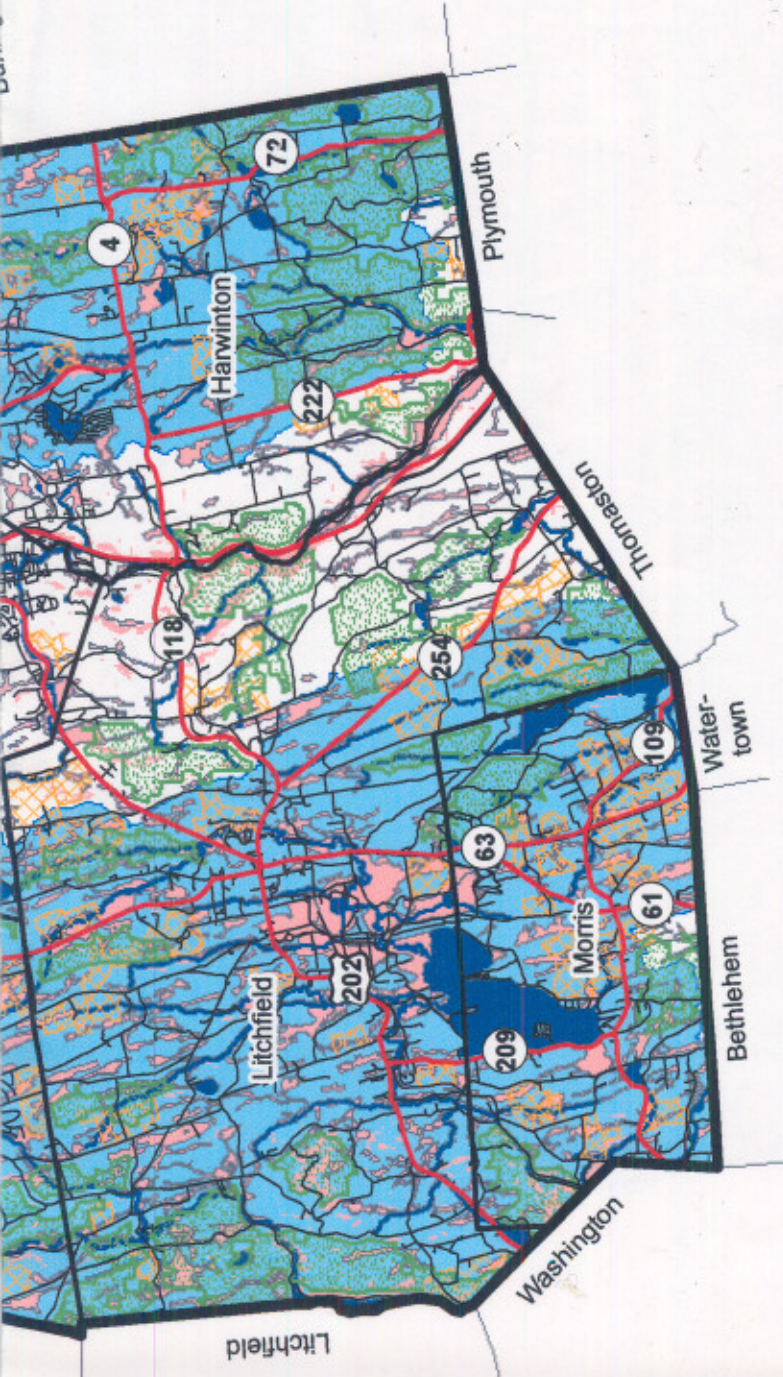 72
4
Plymouth
Harwinton
222
Thomaston
118
254
109
Water-
town
63
61
Morris
202
Litchfield
Bethlehem
209
Washington
Litchfield